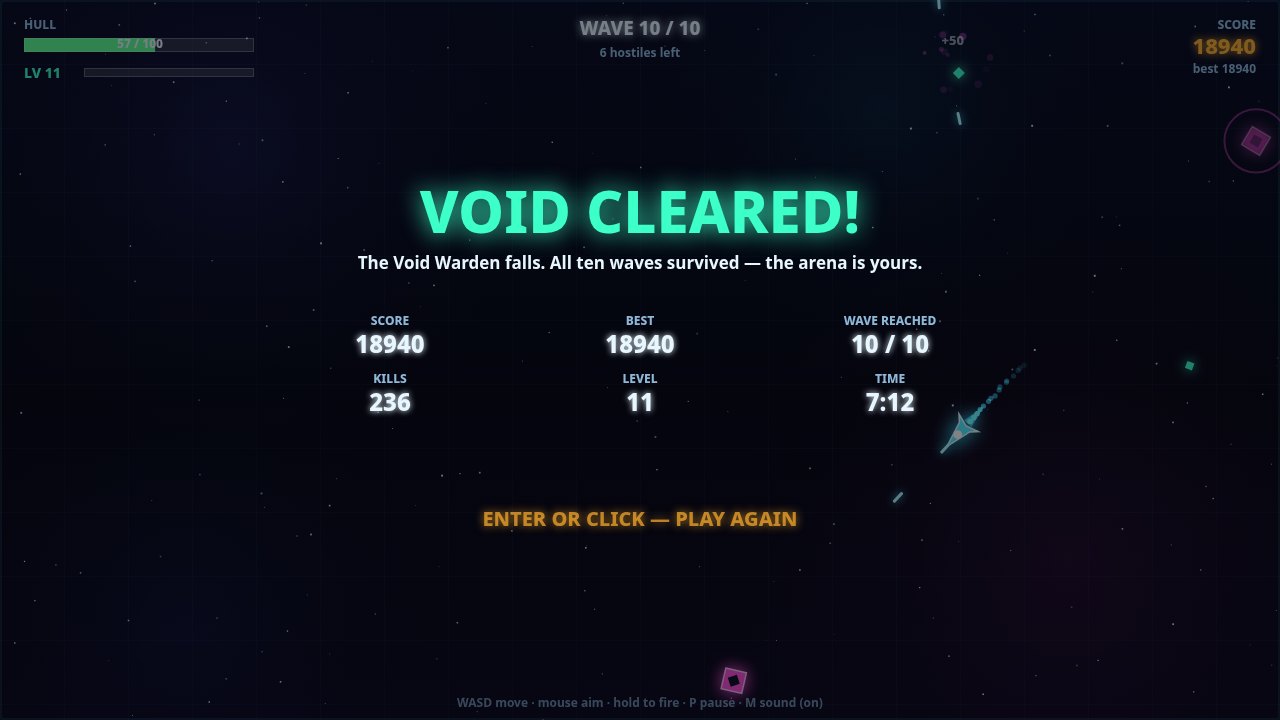 HULL
57 / 100
LV 11
WAVE 10 / 10
6 hostiles left
+50
SCORE
18940
best 18940
VOID CLEARED!
The Void Warden falls. All ten waves survived — the arena is yours.
SCORE BEST WAVE REACHED
18940 18940 10 / 10
KILLS LEVEL TIME
236 11 7:12
ENTER OR CLICK — PLAY AGAIN
WASD move · mouse aim · hold to fire · P pause · M sound (on)